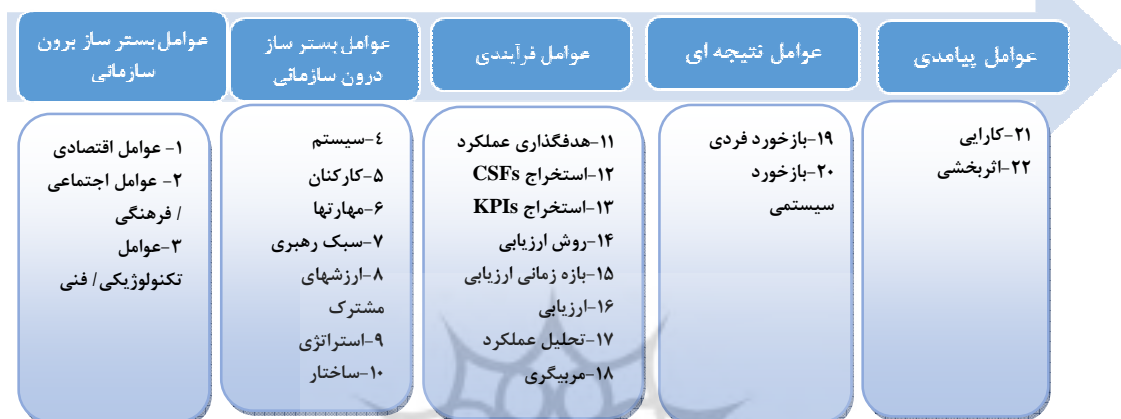 عوامل بستر ساز برون
سازمانی
۱- عوامل اقتصادی
۲- عوامل اجتماعی
/ فرهنگی
۳-عوامل
تکنولوژیکی/ فنی
عوامل بستر ساز
درون سازمانی
٤-سیستم
۵-کارکنان
۶-مهارتها
۷-سبک رهبری
۸-ارزشهای
مشترک
۹-استراتژی
۱۰-ساختار
عوامل فرآیندی
۱۱-هدفگذاری عملکرد
۱۲-استخراج CSFs
۱۳-استخراج KPIs
۱۴-روش ارزیابی
۱۵-بازه زمانی ارزیابی
۱۶-ارزیابی
۱۷-تحلیل عملکرد
۱۸-مربیگری
عوامل نتیجه ای
۱۹-بازخورد فردی
۲۰-بازخورد
سیستمی
عوامل پیامدی
۲۱-کارایی
۲۲-اثربخشی